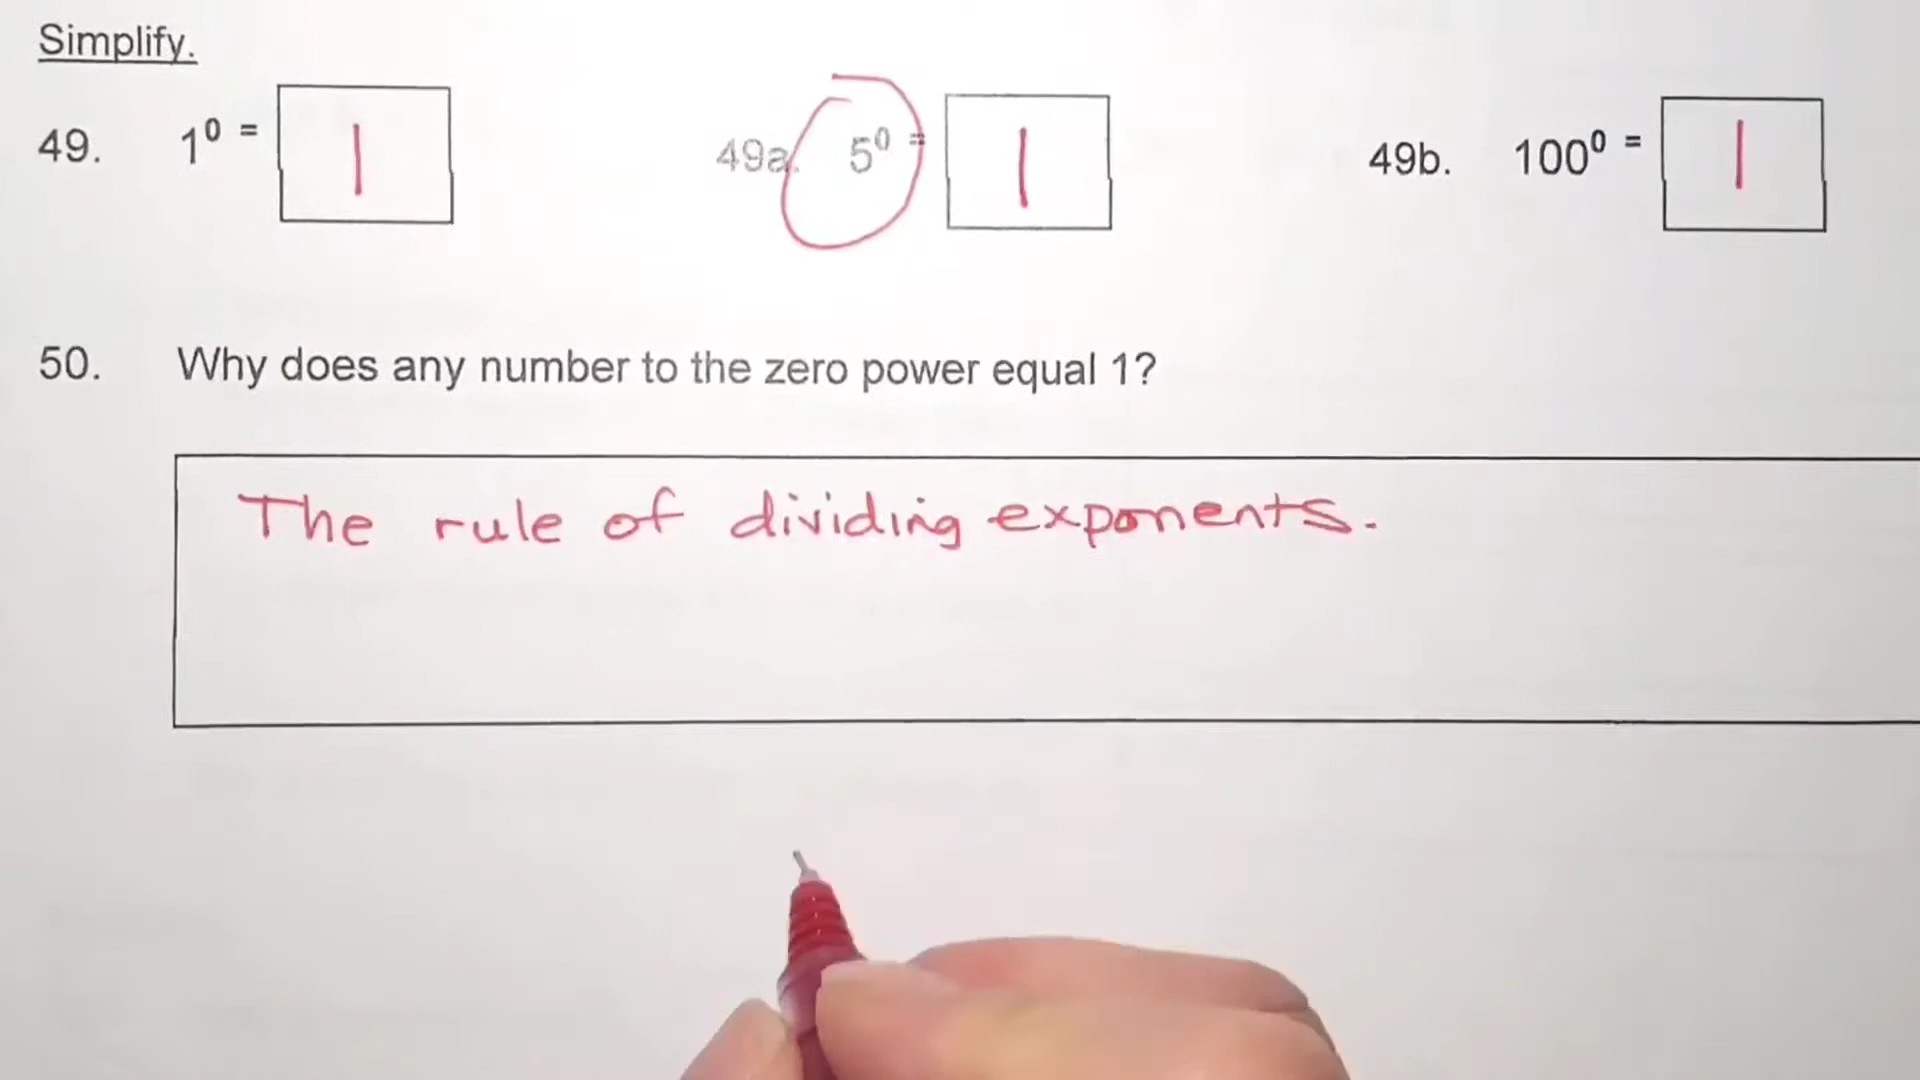 Simplify.
49. 1⁰ = 1 49a. 5⁰ = 1 49b. 100⁰ = 1
50. Why does any number to the zero power equal 1?
The rule of dividing exponents.